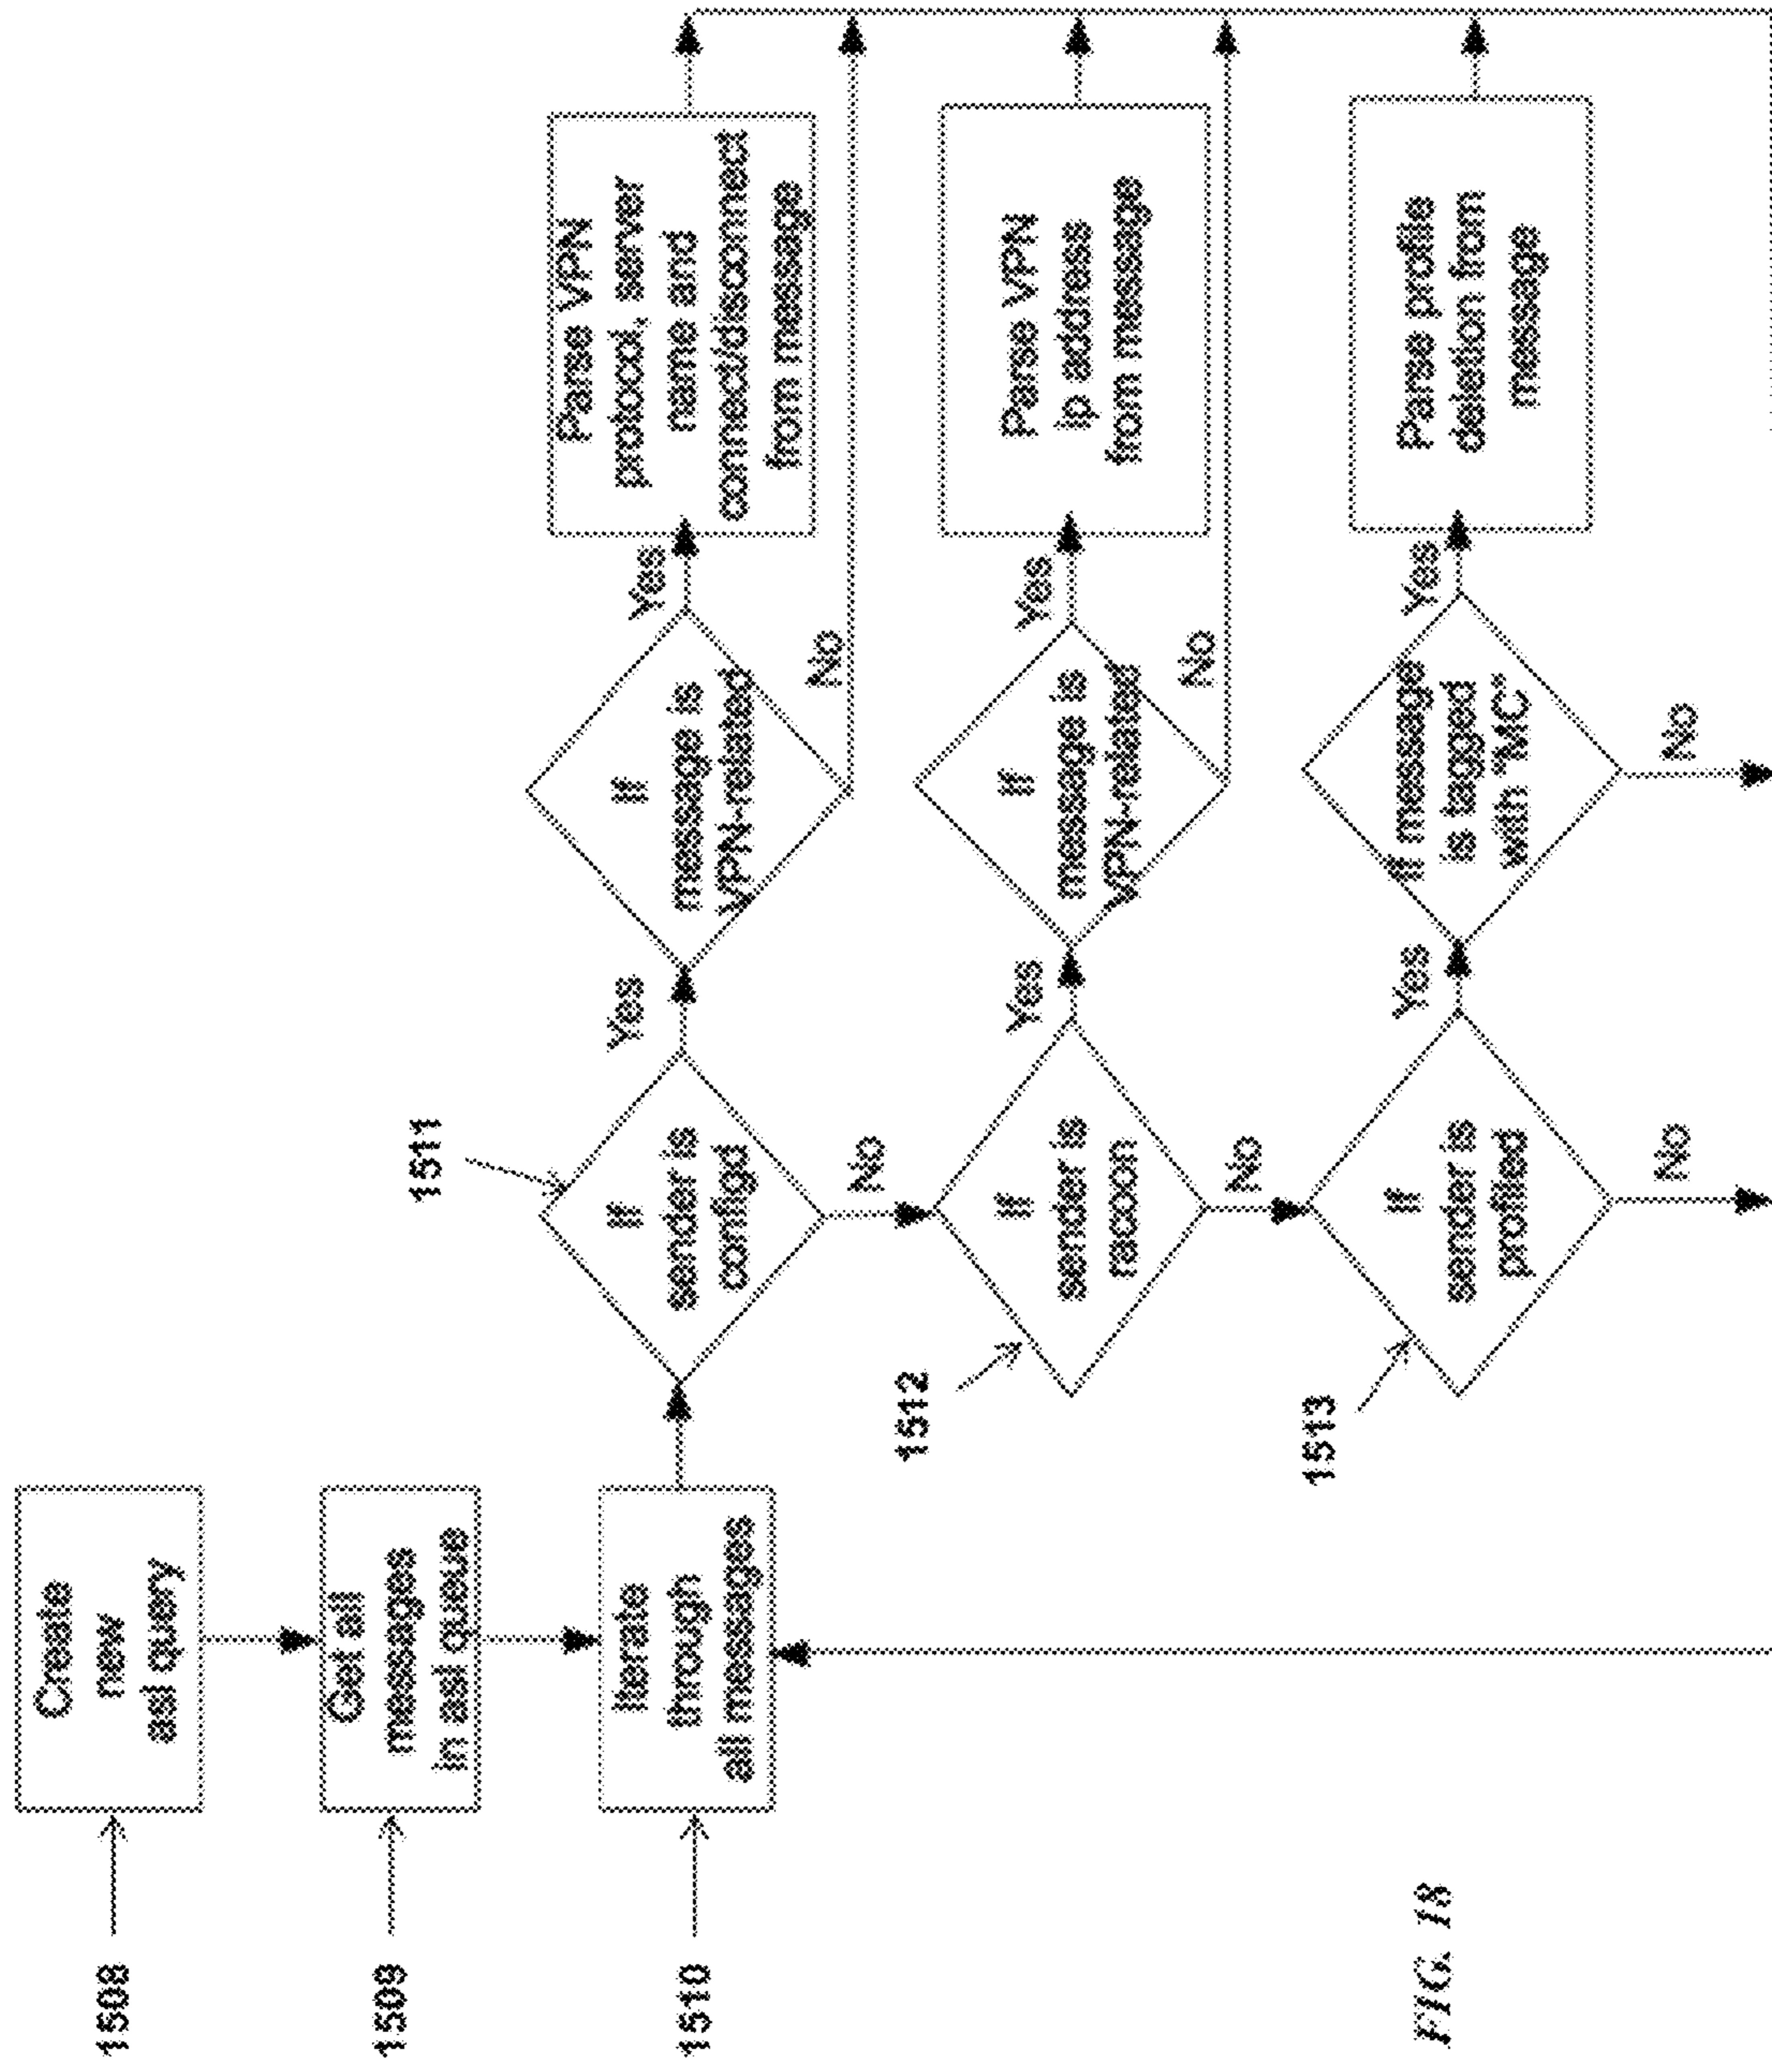 1508
Create
new
asl query
1509
Get all
messages
in asl queue
1510
Iterate
through
all messages
1511
If
sender is
configd
Yes
No
If
message is
VPN-related
Yes
No
Parse VPN
protocol, server
name and
connect/disconnect
from message
1512
If
sender is
racoon
Yes
No
If
message is
VPN-related
Yes
No
Parse VPN
ip address
from message
1513
If
sender is
profiled
Yes
No
If message
is tagged
with "MC"
Yes
No
Parse profile
deletion from
message
FIG. 18